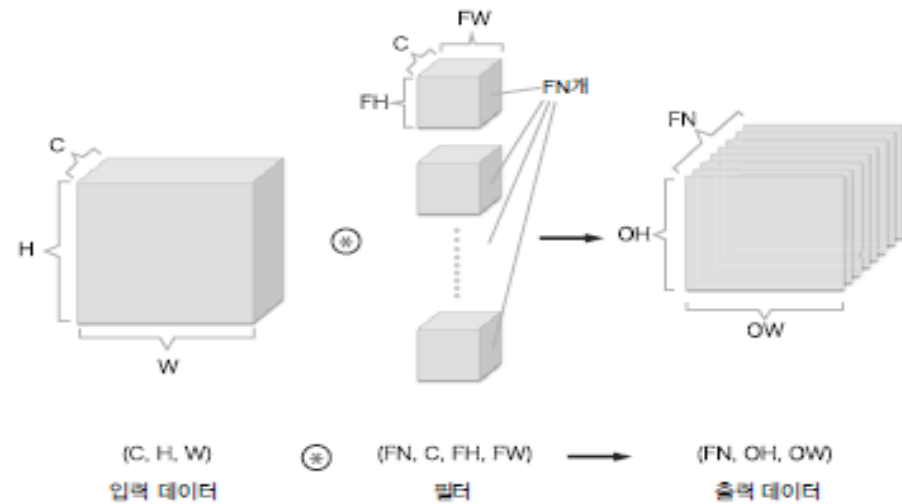 C
FW
FH
FN개
C
H
W
FN
OH
OW
(C, H, W) (FN, C, FH, FW) (FN, OH, OW)
입력 데이터 필터 출력 데이터